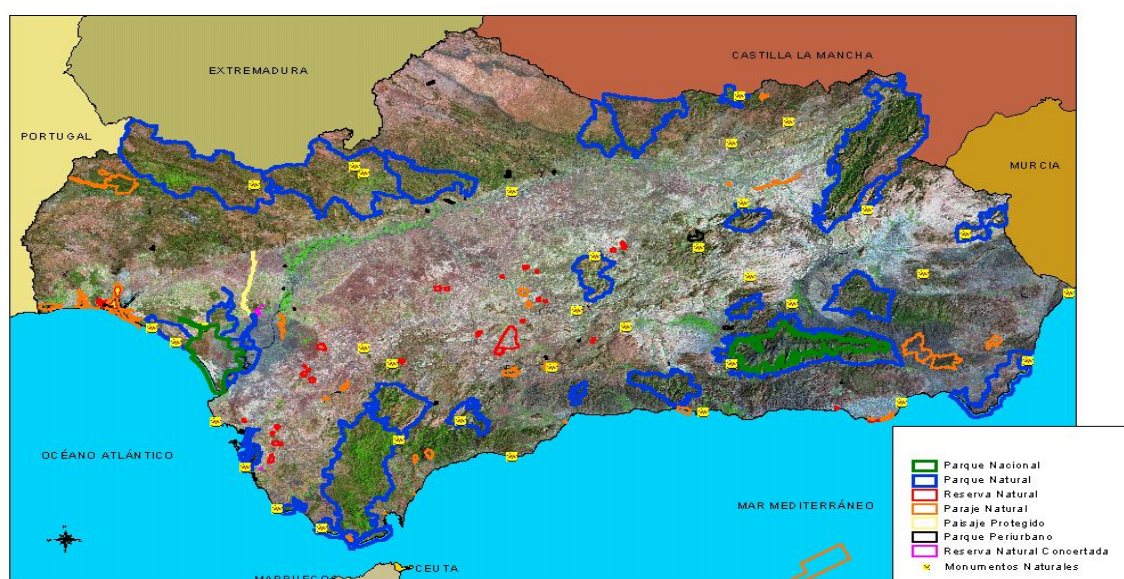 EXTREMADURA
CASTILLA LA MANCHA
PORTUGAL
MURCIA
OCÉANO ATLÁNTICO
MAR MEDITERRÁNEO
MARRUECOS
CEUTA
Parque Nacional
Parque Natural
Reserva Natural
Paraje Natural
Paisaje Protegido
Parque Periurbano
Reserva Natural Concertada
Monumentos Naturales